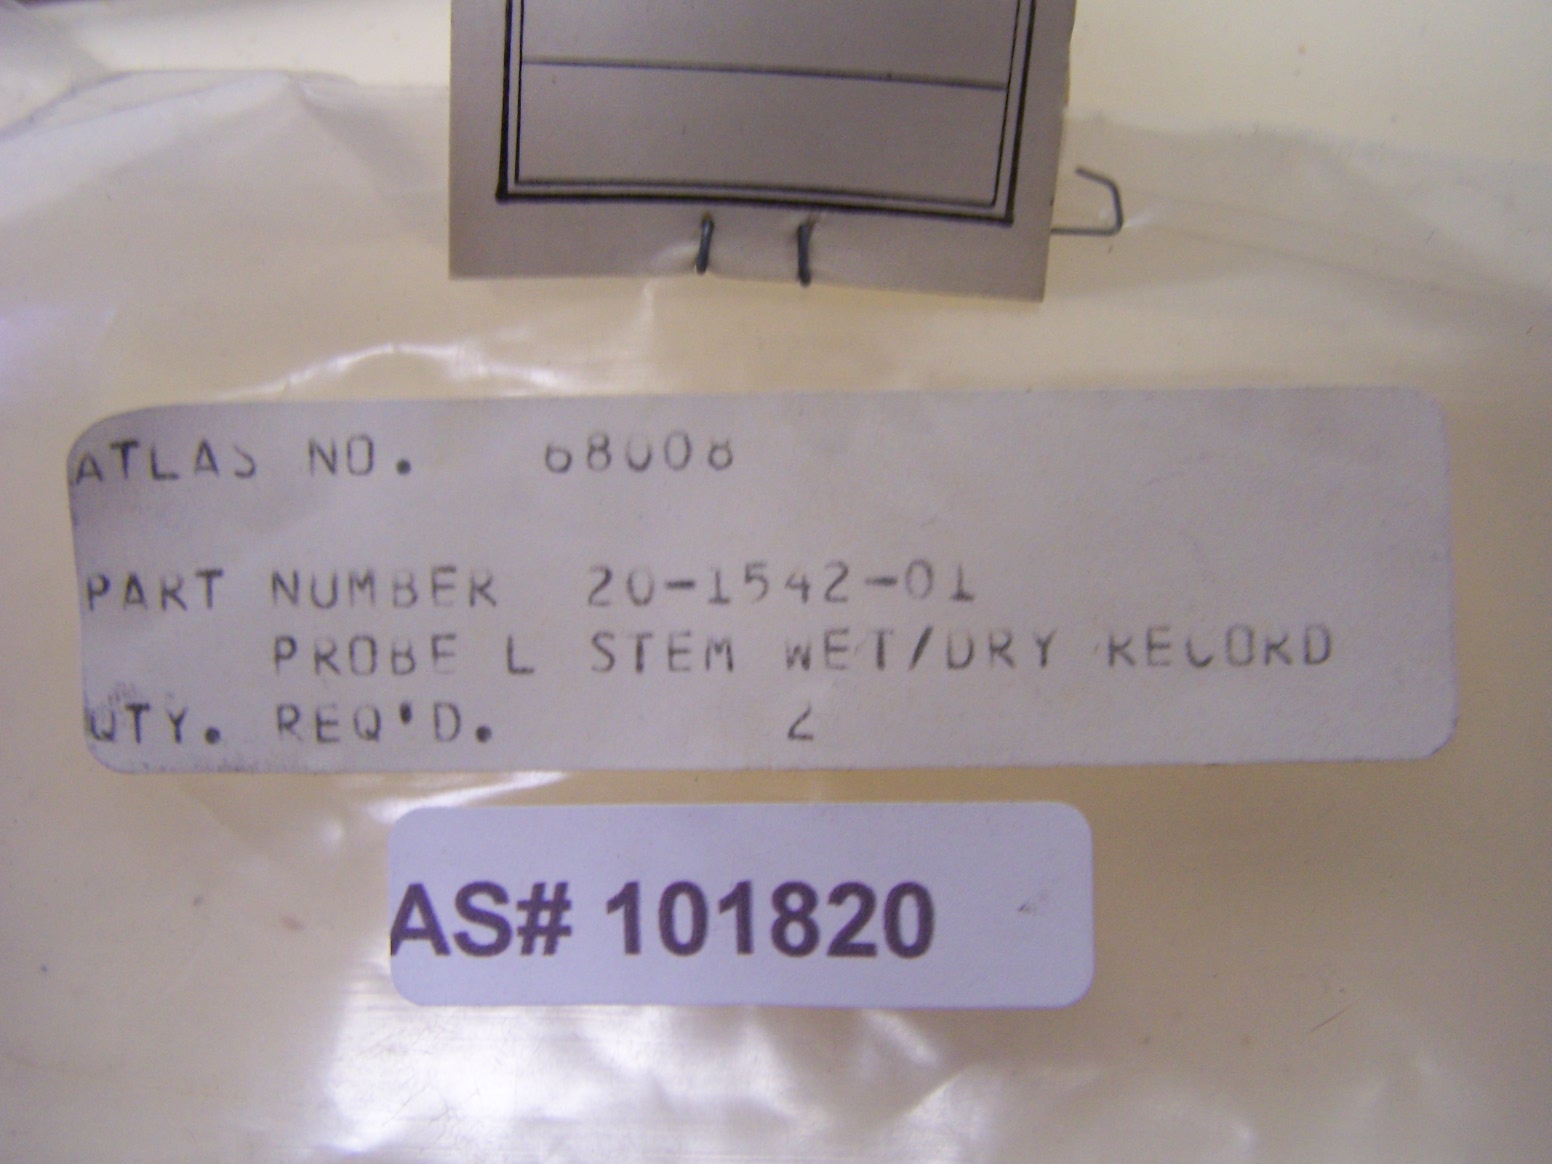 ATLAS NO. 68008
PART NUMBER 20-1542-01
PROBE L STEM WET/DRY RECORD
QTY. REQ'D. 2
AS# 101820